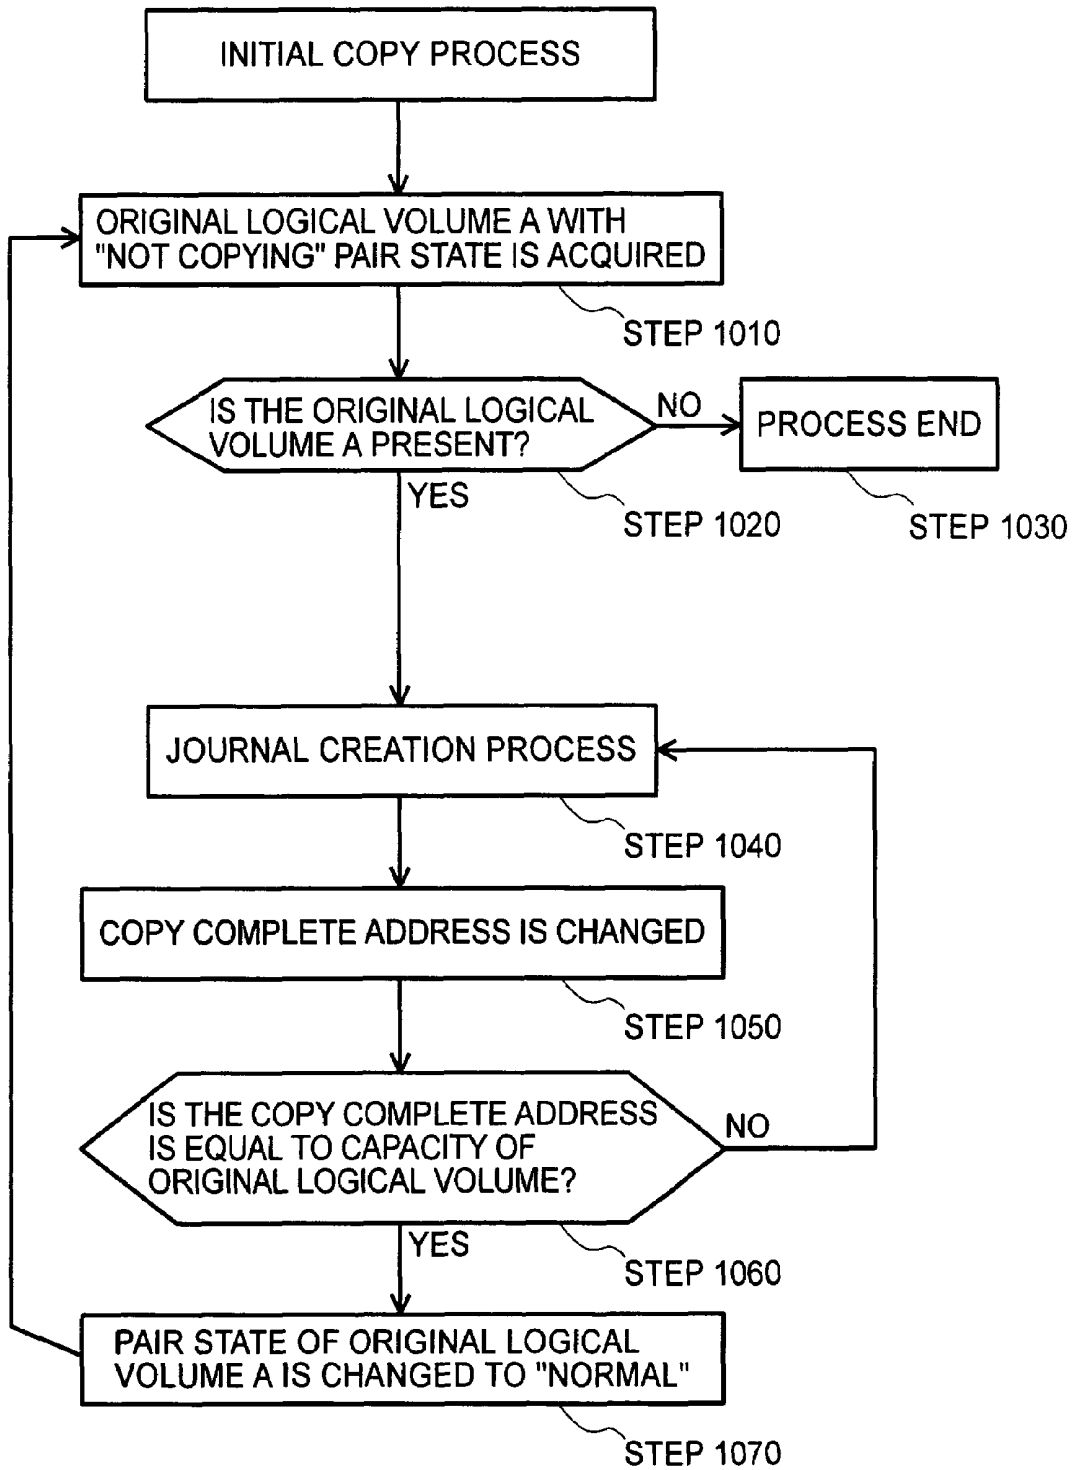 INITIAL COPY PROCESS
ORIGINAL LOGICAL VOLUME A WITH
"NOT COPYING" PAIR STATE IS ACQUIRED
STEP 1010
IS THE ORIGINAL LOGICAL
VOLUME A PRESENT?
NO
PROCESS END
YES
STEP 1020
STEP 1030
JOURNAL CREATION PROCESS
STEP 1040
COPY COMPLETE ADDRESS IS CHANGED
STEP 1050
IS THE COPY COMPLETE ADDRESS
IS EQUAL TO CAPACITY OF
ORIGINAL LOGICAL VOLUME?
NO
YES
STEP 1060
PAIR STATE OF ORIGINAL LOGICAL
VOLUME A IS CHANGED TO "NORMAL"
STEP 1070